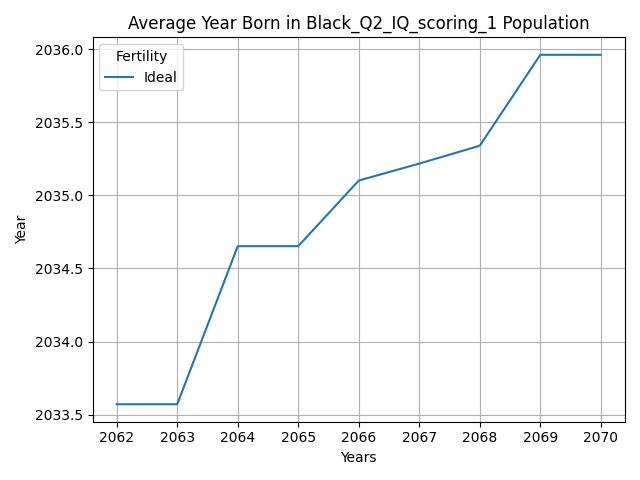 Average Year Born in Black_Q2_IQ_scoring_1 Population
Fertility
Ideal
2036.0
2035.5
2035.0
2034.5
2034.0
2033.5
Year
2062 2063 2064 2065 2066 2067 2068 2069 2070
Years